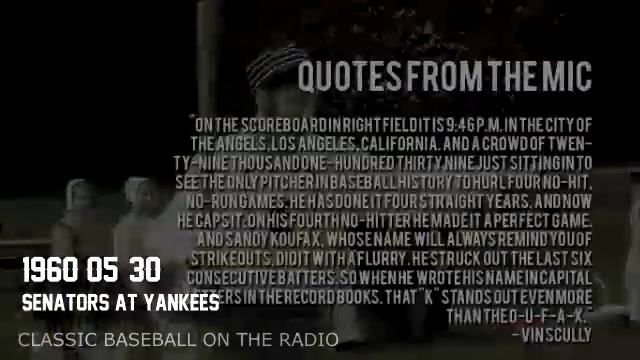 QUOTES FROM THE MIC
"ON THE SCOREBOARD IN RIGHT FIELD IT IS 9:46 P.M. IN THE CITY OF
THE ANGELS, LOS ANGELES, CALIFORNIA. AND A CROWD OF TWEN-
TY-NINE THOUSAND ONE-HUNDRED THIRTY NINE JUST SITTING IN TO
SEE THE ONLY PITCHER IN BASEBALL HISTORY TO HURL FOUR NO-HIT,
NO-RUN GAMES. HE HAS DONE IT FOUR STRAIGHT YEARS, AND NOW
HE CAPS IT: ON HIS FOURTH NO-HITTER HE MADE IT A PERFECT GAME.
AND SANDY KOUFAX, WHOSE NAME WILL ALWAYS REMIND YOU OF
STRIKEOUTS, DID IT WITH A FLURRY. HE STRUCK OUT THE LAST SIX
CONSECUTIVE BATTERS. SO WHEN HE WROTE HIS NAME IN CAPITAL
IN THE RECORD BOOKS, THAT "K" STANDS OUT EVEN MORE
THAN THE O-U-F-A-X."
-VIN SCULLY
1960 05 30
SENATORS AT YANKEES
CLASSIC BASEBALL ON THE RADIO